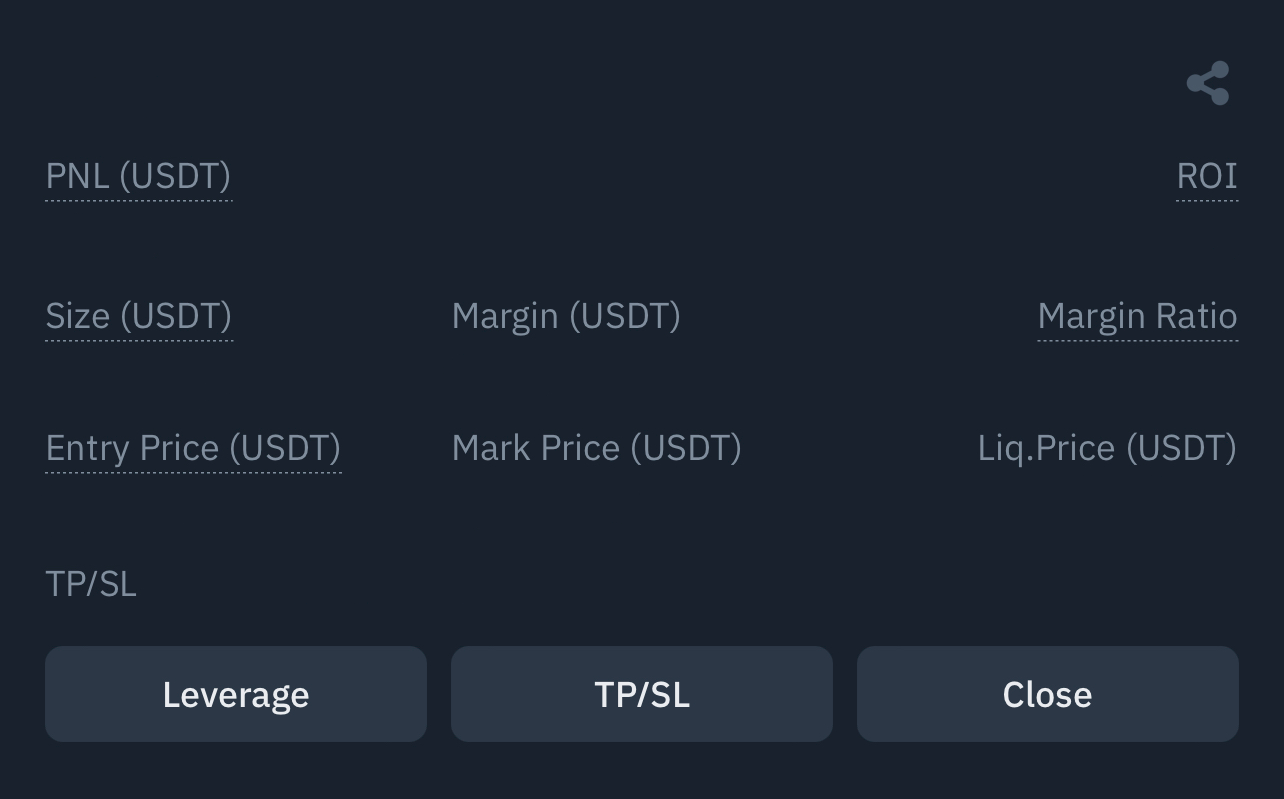 PNL (USDT) ROI
Size (USDT) Margin (USDT) Margin Ratio
Entry Price (USDT) Mark Price (USDT) Liq.Price (USDT)
TP/SL
Leverage TP/SL Close